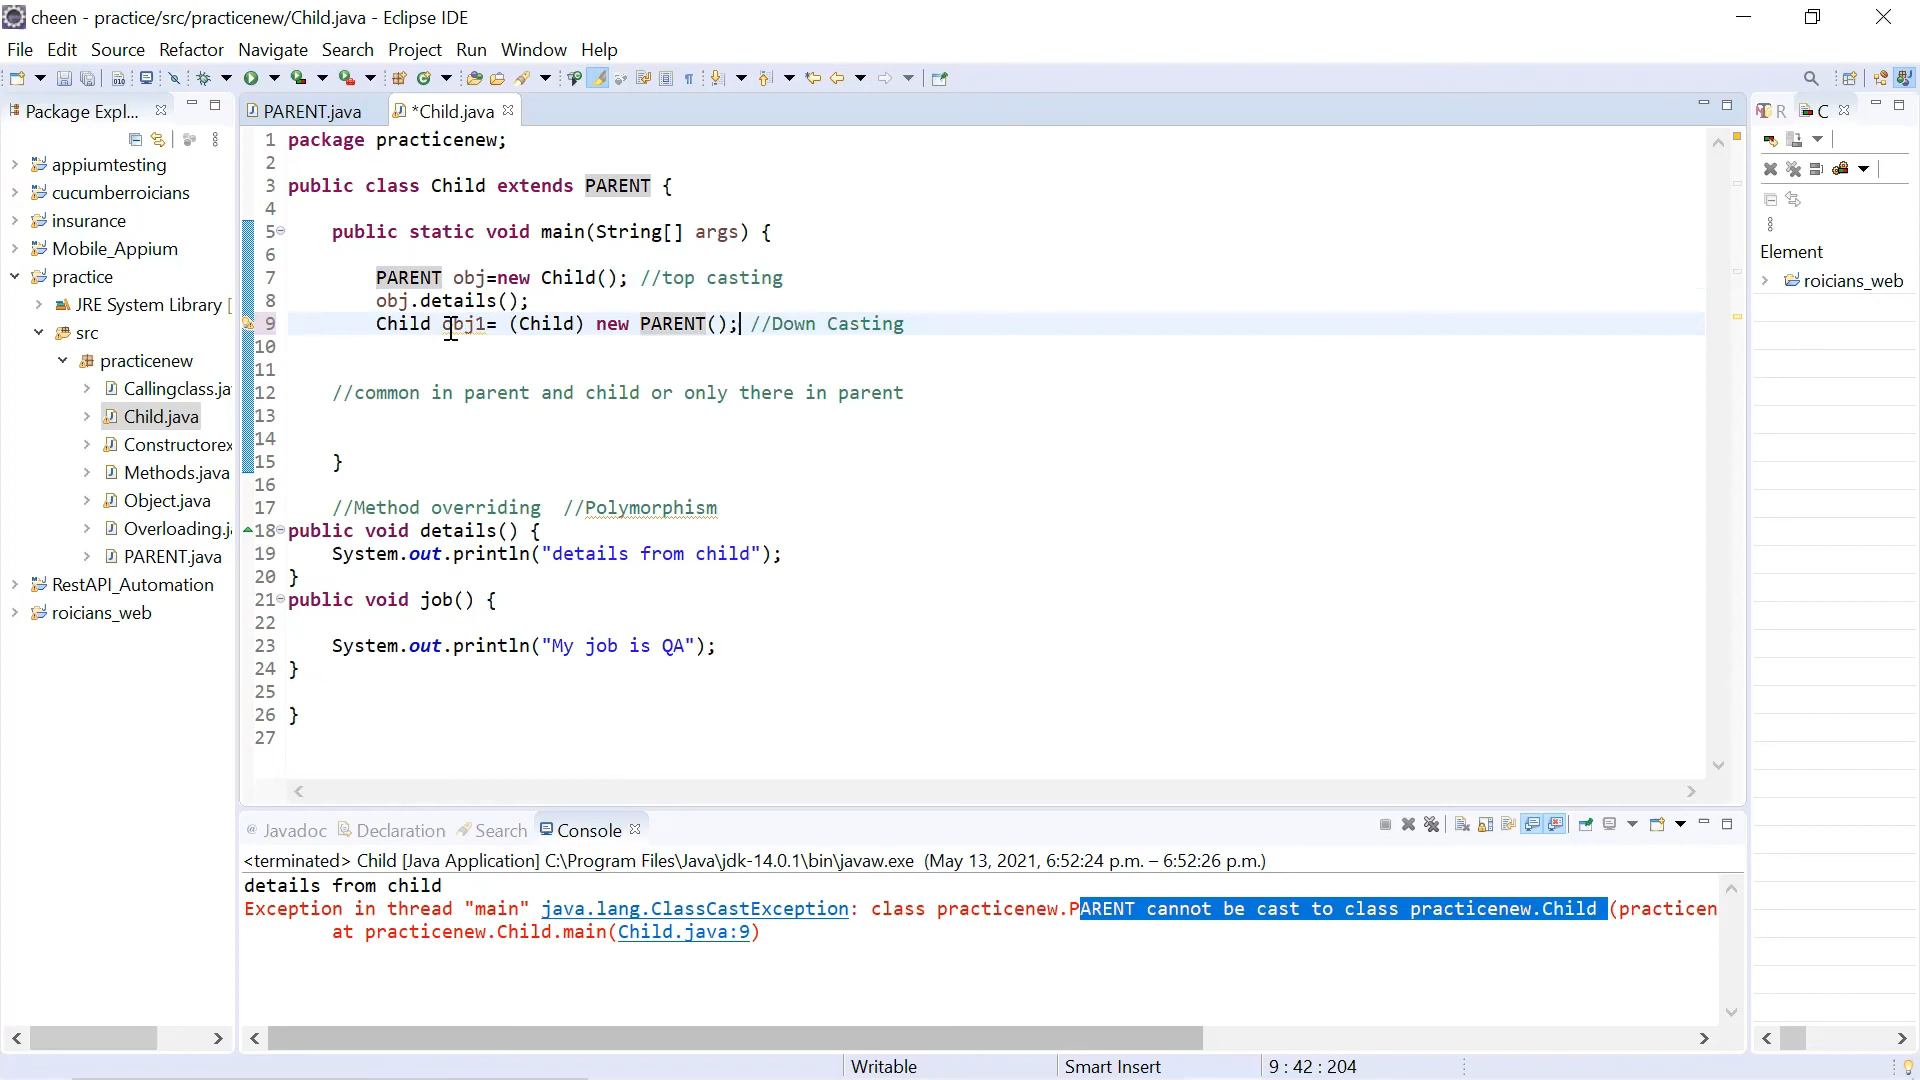 cheen - practice/src/practicenew/Child.java - Eclipse IDE
File Edit Source Refactor Navigate Search Project Run Window Help
Package Expl...
PARENT.java
*Child.java
R
C
appiumtesting
cucumberroicians
insurance
Mobile_Appium
practice
JRE System Library [
src
practicenew
Callingclass.ja
Child.java
Constructorex
Methods.java
Object.java
Overloading.j
PARENT.java
RestAPI_Automation
roicians_web
1 package practicenew;
2
3 public class Child extends PARENT {
4
5 public static void main(String[] args) {
6
7 PARENT obj=new Child(); //top casting
8 obj.details();
9 Child obj1= (Child) new PARENT(); //Down Casting
10
11
12 //common in parent and child or only there in parent
13
14
15 }
16
17 //Method overriding //Polymorphism
18 public void details() {
19 System.out.println("details from child");
20 }
21 public void job() {
22
23 System.out.println("My job is QA");
24 }
25
26 }
27
Element
roicians_web
@ Javadoc Declaration Search Console
<terminated> Child [Java Application] C:\Program Files\Java\jdk-14.0.1\bin\javaw.exe (May 13, 2021, 6:52:24 p.m. – 6:52:26 p.m.)
details from child
Exception in thread "main" java.lang.ClassCastException: class practicenew.PARENT cannot be cast to class practicenew.Child (practicen
at practicenew.Child.main(Child.java:9)
Writable Smart Insert 9 : 42 : 204